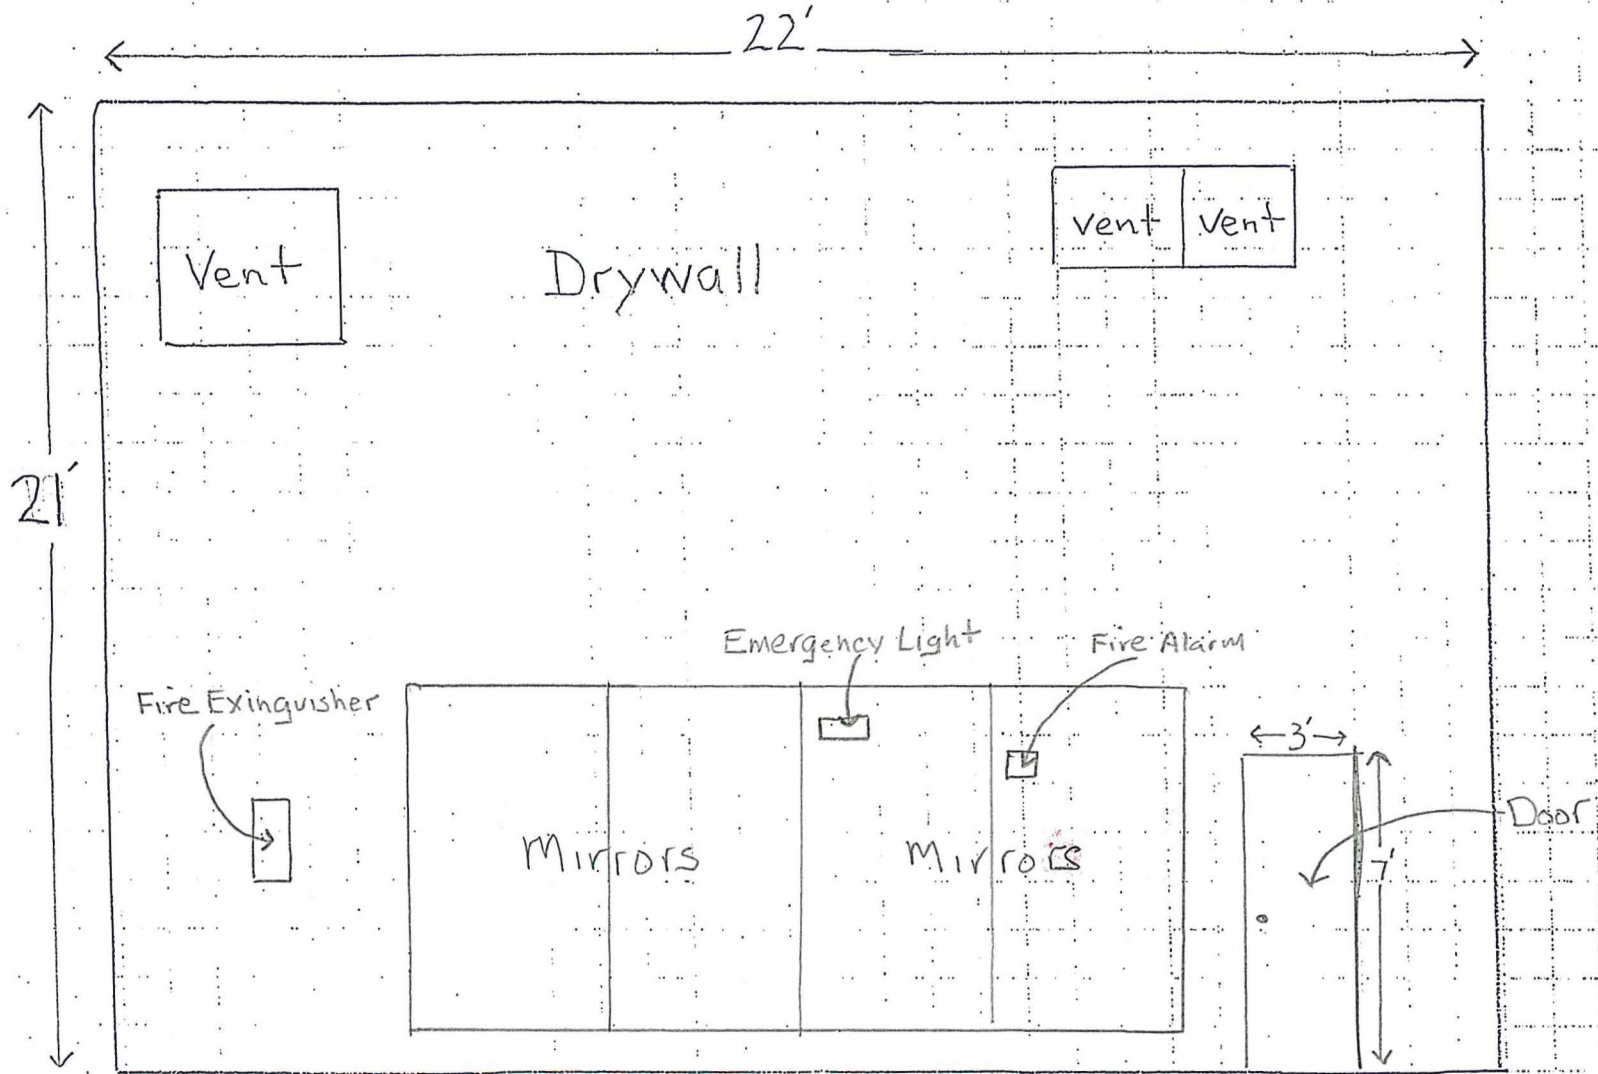 22'
Vent
Drywall
vent
vent
21'
Emergency Light
Fire Alarm
Fire Exinguisher
3'
Door
7'
Mirrors
Mirrors